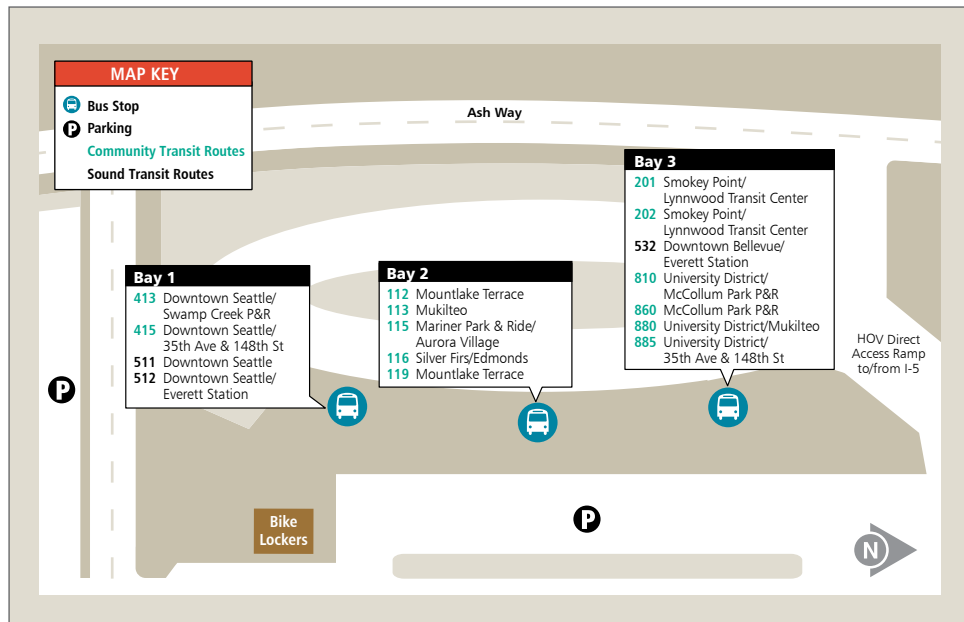 MAP KEY
Bus Stop
P Parking
Community Transit Routes
Sound Transit Routes
Ash Way
Bay 1
413 Downtown Seattle/
Swamp Creek P&R
415 Downtown Seattle/
35th Ave & 148th St
511 Downtown Seattle
512 Downtown Seattle/
Everett Station
Bay 2
112 Mountlake Terrace
113 Mukilteo
115 Mariner Park & Ride/
Aurora Village
116 Silver Firs/Edmonds
119 Mountlake Terrace
Bay 3
201 Smokey Point/
Lynnwood Transit Center
202 Smokey Point/
Lynnwood Transit Center
532 Downtown Bellevue/
Everett Station
810 University District/
McCollum Park P&R
860 McCollum Park P&R
880 University District/Mukilteo
885 University District/
35th Ave & 148th St
HOV Direct
Access Ramp
to/from I-5
P
Bike
Lockers
P
N